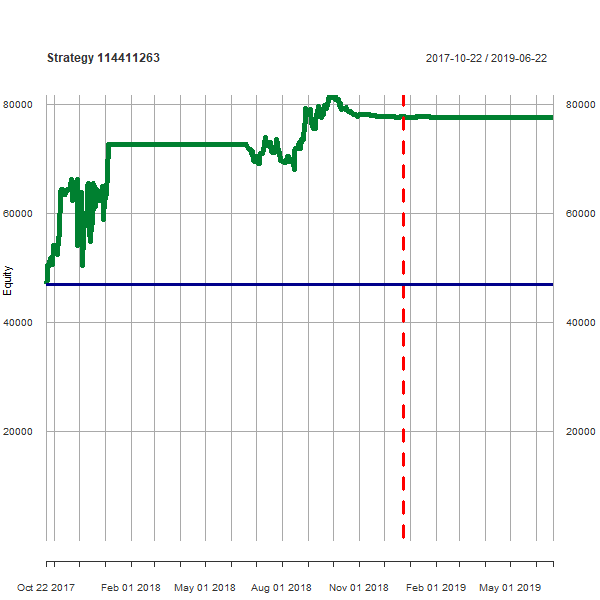 Strategy 114411263
2017-10-22 / 2019-06-22
80000 80000
60000 60000
Equity
40000 40000
20000 20000
Oct 22 2017 Feb 01 2018 May 01 2018 Aug 01 2018 Nov 01 2018 Feb 01 2019 May 01 2019